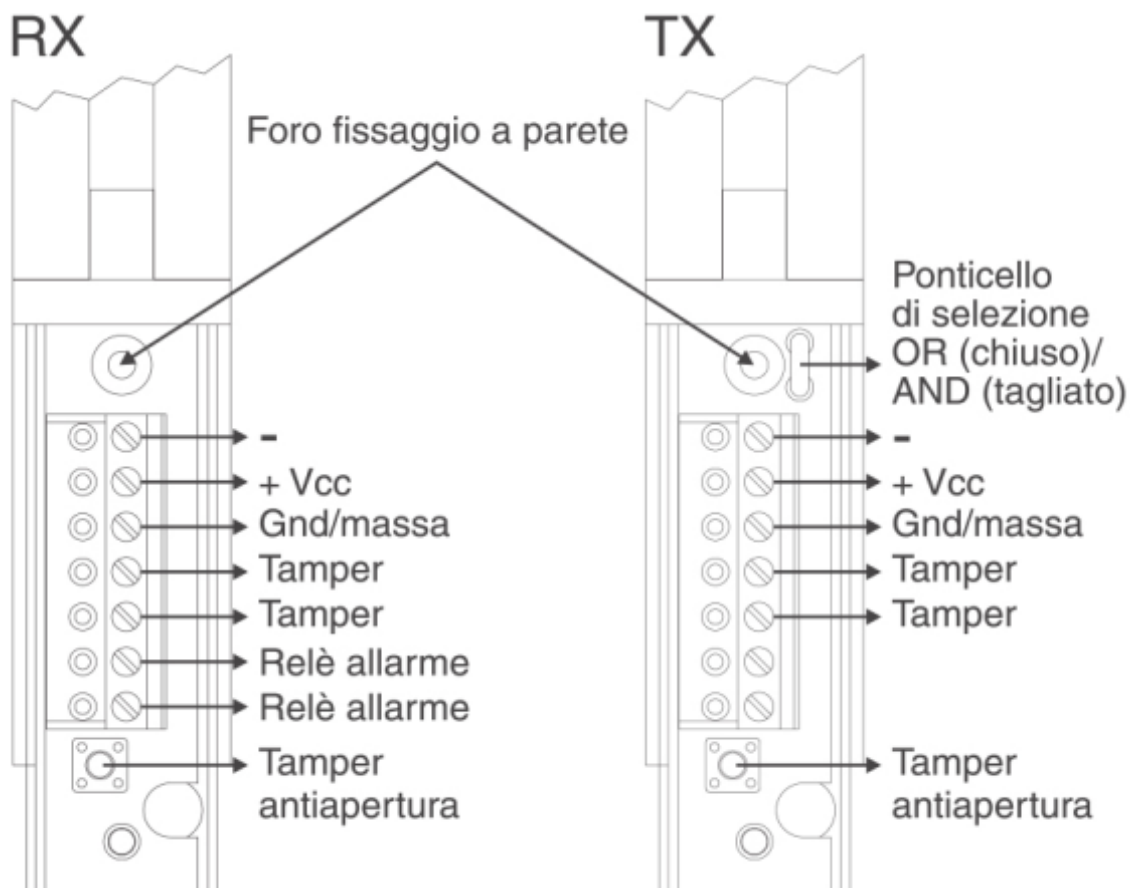 RX
TX
Foro fissaggio a parete
Ponticello
di selezione
OR (chiuso)/
AND (tagliato)
-
+ Vcc
Gnd/massa
Tamper
Tamper
Relè allarme
Relè allarme
Tamper
antiapertura
-
+ Vcc
Gnd/massa
Tamper
Tamper
Tamper
antiapertura